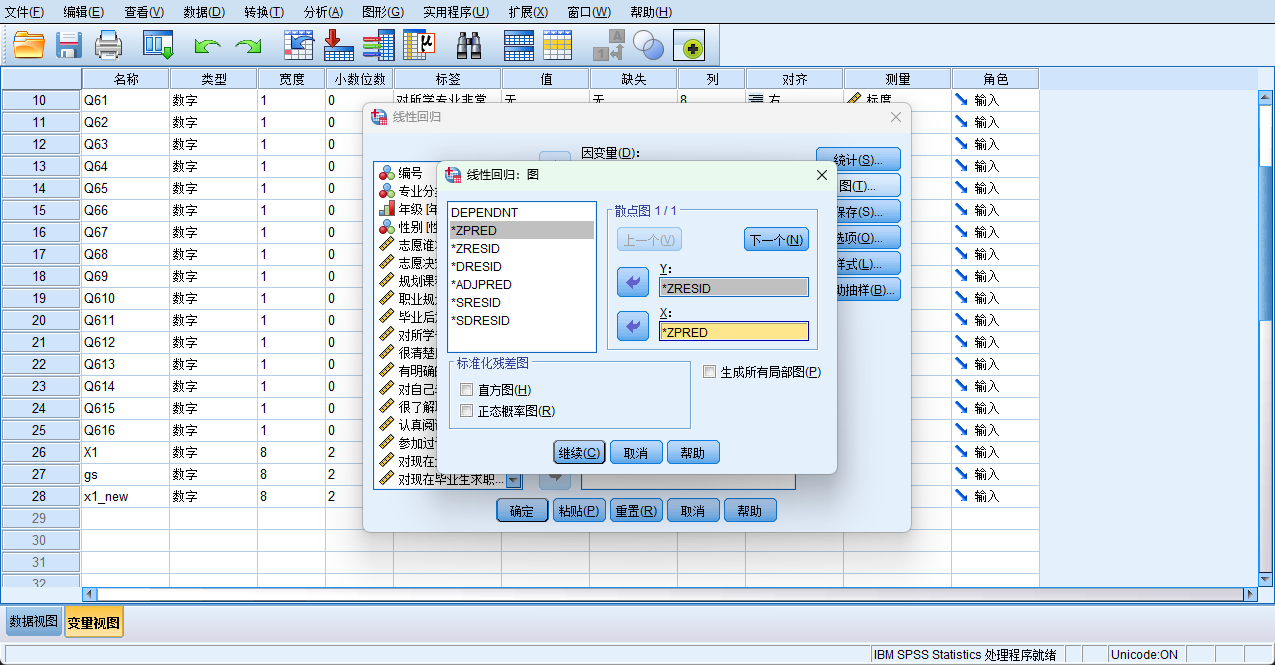 文件(F) 编辑(E) 查看(V) 数据(D) 转换(T) 分析(A) 图形(G) 实用程序(U) 扩展(X) 窗口(W) 帮助(H)
名称 类型 宽度 小数位数 标签 值 缺失 列 对齐 测量 角色
10 Q61 数字 1 0 对所学专业非常 无 无 8 右 标度 输入
11 Q62 数字 1 0 输入
12 Q63 数字 1 0 输入
13 Q64 数字 1 0 输入
14 Q65 数字 1 0 输入
15 Q66 数字 1 0 输入
16 Q67 数字 1 0 输入
17 Q68 数字 1 0 输入
18 Q69 数字 1 0 输入
19 Q610 数字 1 0 输入
20 Q611 数字 1 0 输入
21 Q612 数字 1 0 输入
22 Q613 数字 1 0 输入
23 Q614 数字 1 0 输入
24 Q615 数字 1 0 输入
25 Q616 数字 1 0 输入
26 X1 数字 8 2 输入
27 gs 数字 8 2 输入
28 x1_new 数字 8 2 输入
29
30
31
32
线性回归
因变量(D):
编号
专业分
年级 [年
性别 [性
志愿谁
志愿决
规划课
职业规
毕业后
对所学
很清楚
有明确
对自己
很了解
认真阅
参加过
对现在
对现在毕业生求职...
统计(S)...
图(T)...
保存(S)...
选项(O)...
样式(L)...
助抽样(B)...
确定 粘贴(P) 重置(R) 取消 帮助
线性回归：图
DEPENDNT
*ZPRED
*ZRESID
*DRESID
*ADJPRED
*SRESID
*SDRESID
散点图 1 / 1
上一个(V) 下一个(N)
Y:
*ZRESID
X:
*ZPRED
标准化残差图
直方图(H)
正态概率图(R)
生成所有局部图(P)
继续(C) 取消 帮助
数据视图 变量视图
IBM SPSS Statistics 处理程序就绪 Unicode:ON